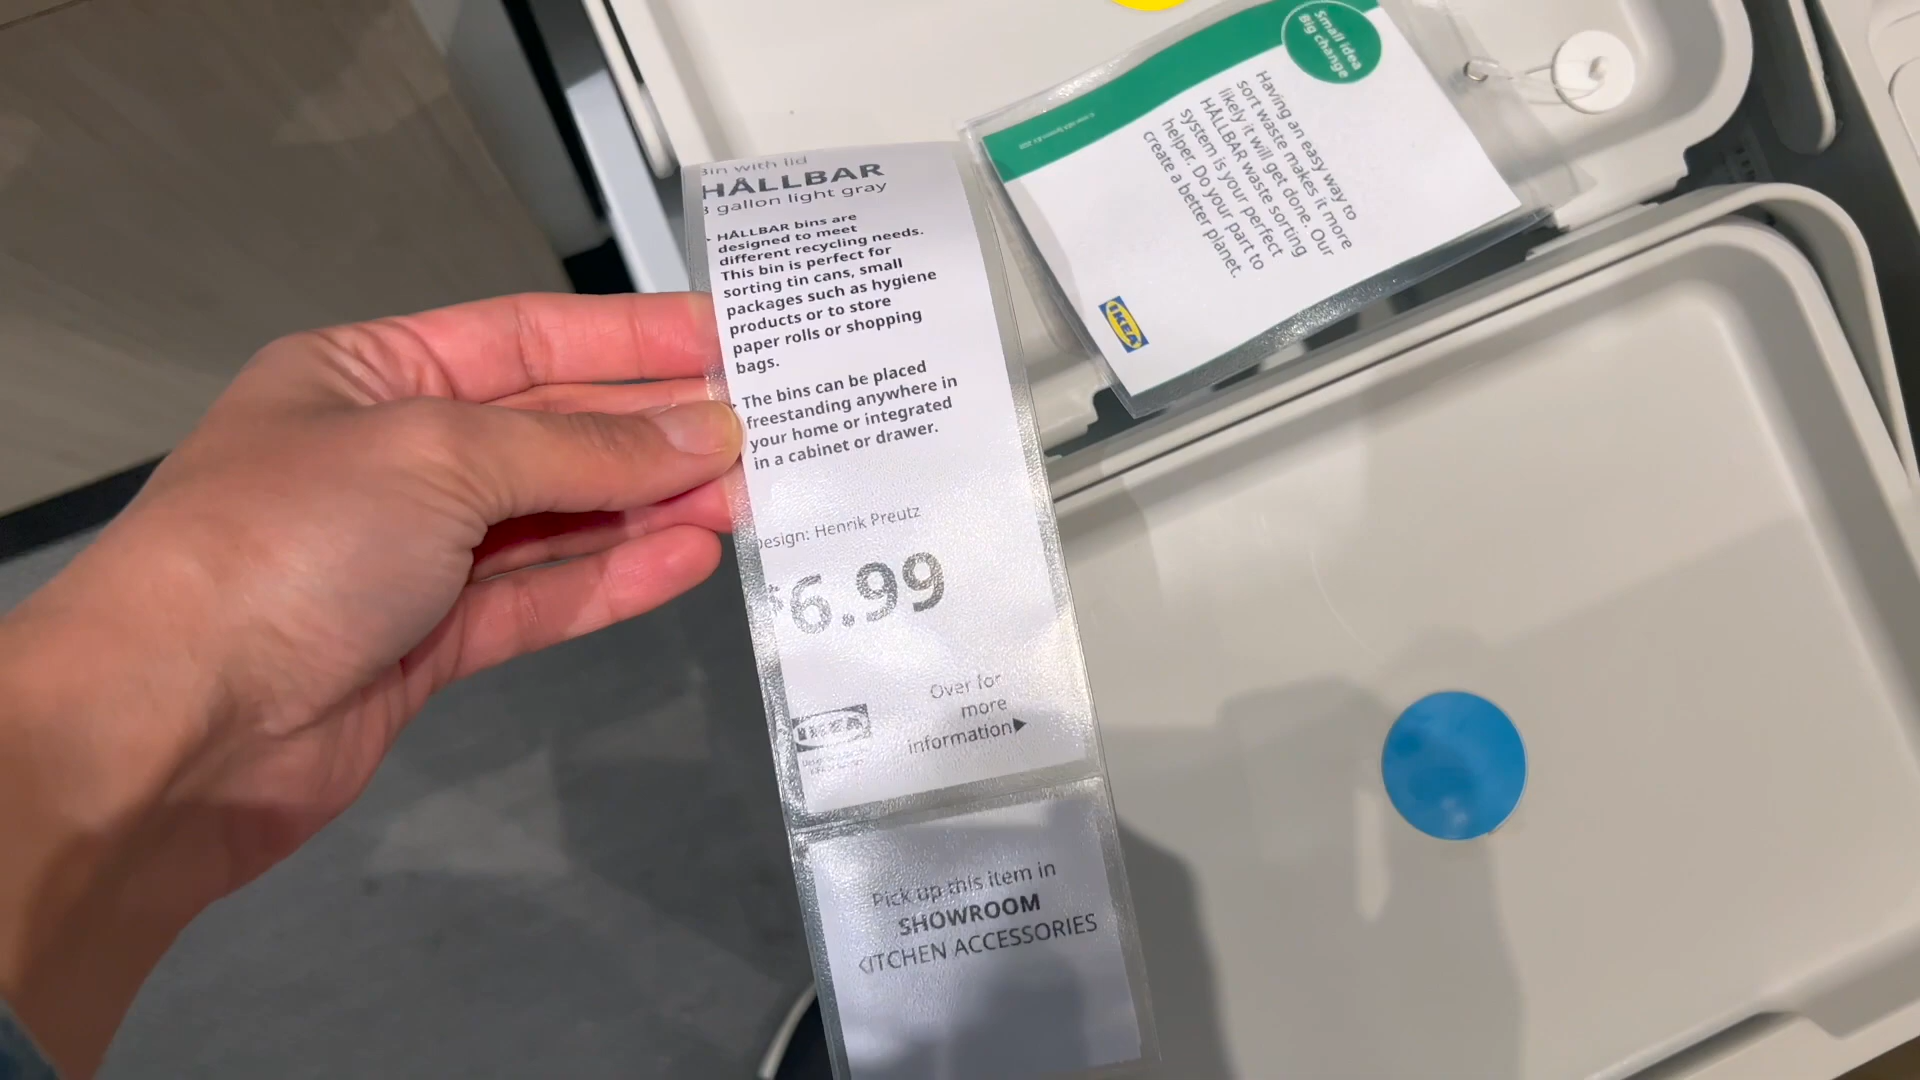 Bin with lid
HÅLLBAR
3 gallon light gray
HÅLLBAR bins are
designed to meet
different recycling needs.
This bin is perfect for
sorting tin cans, small
packages such as hygiene
products or to store
paper rolls or shopping
bags.
The bins can be placed
freestanding anywhere in
your home or integrated
in a cabinet or drawer.
Design: Henrik Preutz
$6.99
IKEA
Over for
more
information▶
Pick up this item in
SHOWROOM
KITCHEN ACCESSORIES
Small idea
Big change
Having an easy way to
sort waste makes it more
likely it will get done. Our
HÅLLBAR waste sorting
system is your perfect
helper. Do your part to
create a better planet.
IKEA